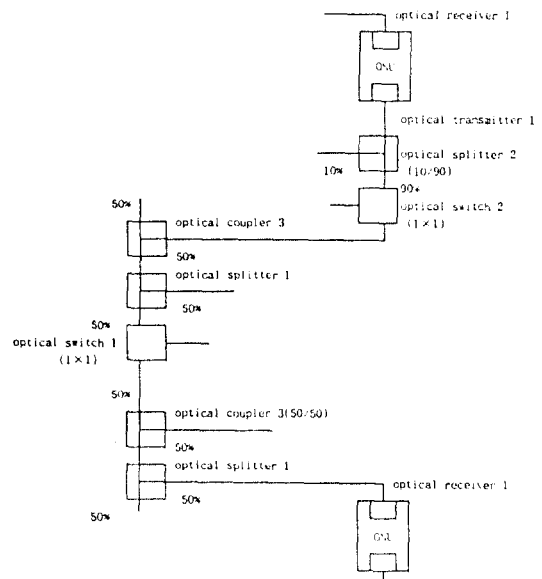 optical receiver 1
ONU
optical transmitter 1
optical splitter 2
10%
(10/90)
90%
50%
optical switch 2
(1×1)
optical coupler 3
50%
optical splitter 1
50%
50%
optical switch 1
(1×1)
50%
optical coupler 3(50/50)
50%
optical splitter 1
50%
optical receiver 1
50%
ONU